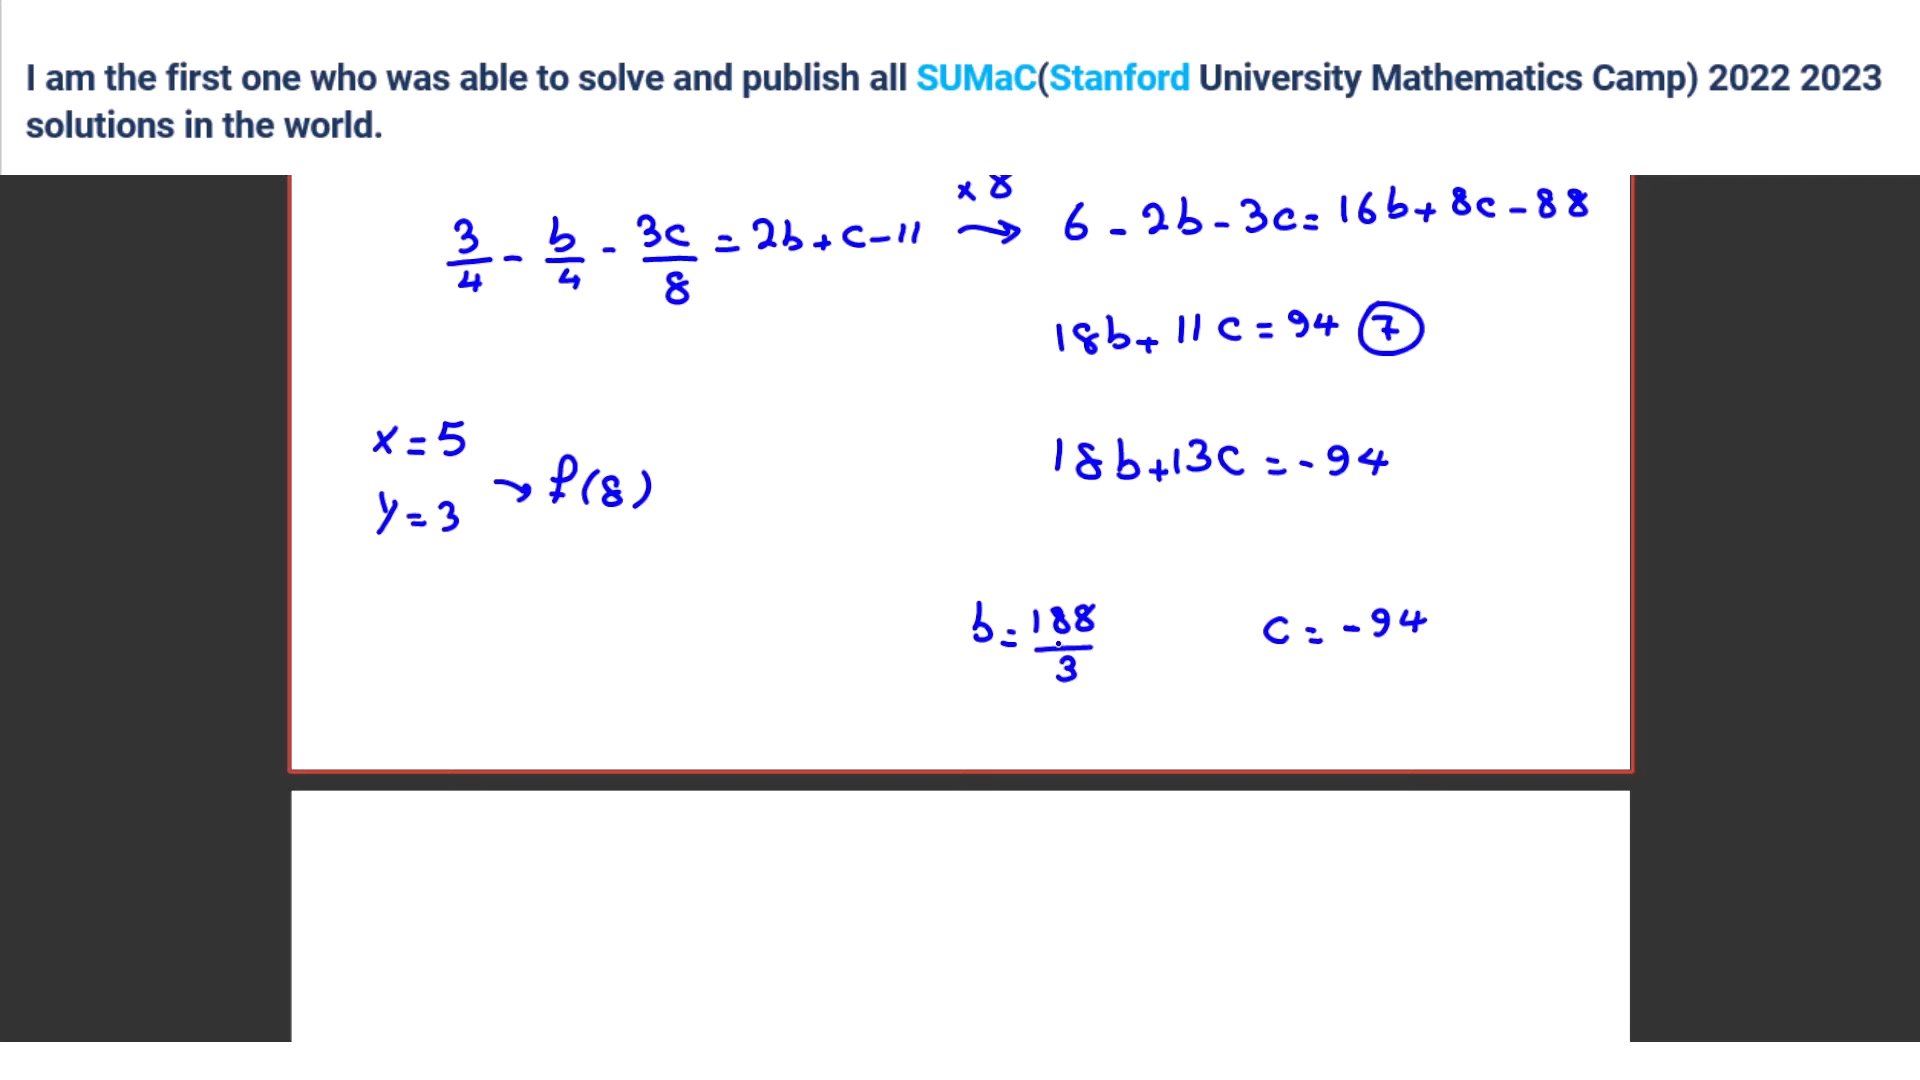 I am the first one who was able to solve and publish all SUMaC(Stanford University Mathematics Camp) 2022 2023
solutions in the world.
3/4 - b/4 - 3c/8 = 2b + c - 11 ×8→ 6 - 2b - 3c = 16b + 8c - 88
18b + 11c = 94 ⑦
x = 5
y = 3 → f(8)
18b + 13c = -94
b = 188/3 c = -94